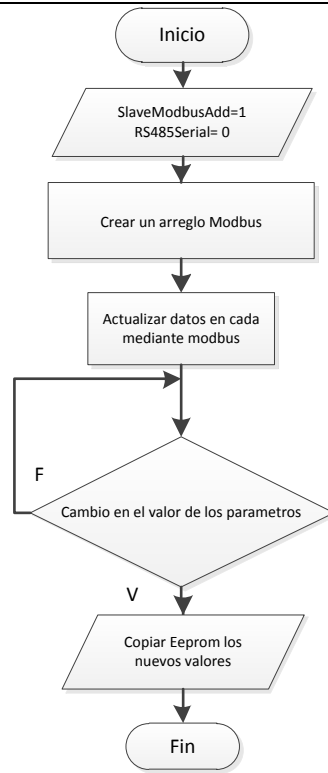 Inicio
SlaveModbusAdd=1
RS485Serial= 0
Crear un arreglo Modbus
Actualizar datos en cada
mediante modbus
F
Cambio en el valor de los parametros
V
Copiar Eeprom los
nuevos valores
Fin